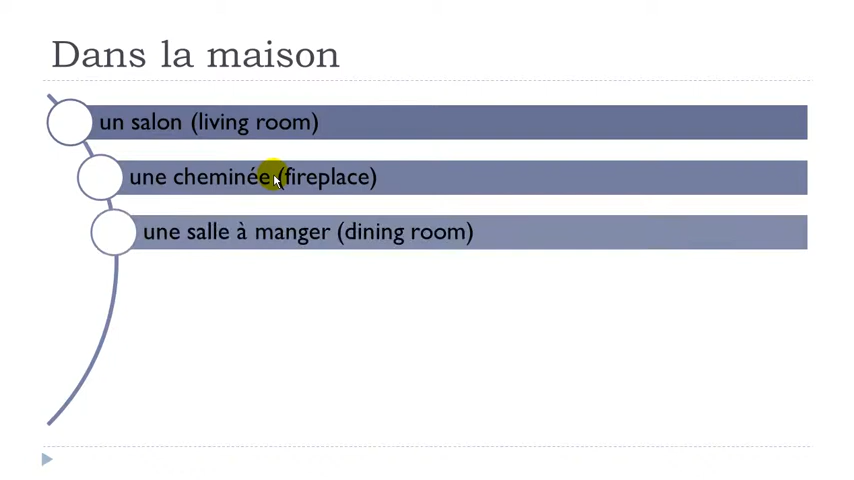 Dans la maison
un salon (living room)
une cheminée (fireplace)
une salle à manger (dining room)